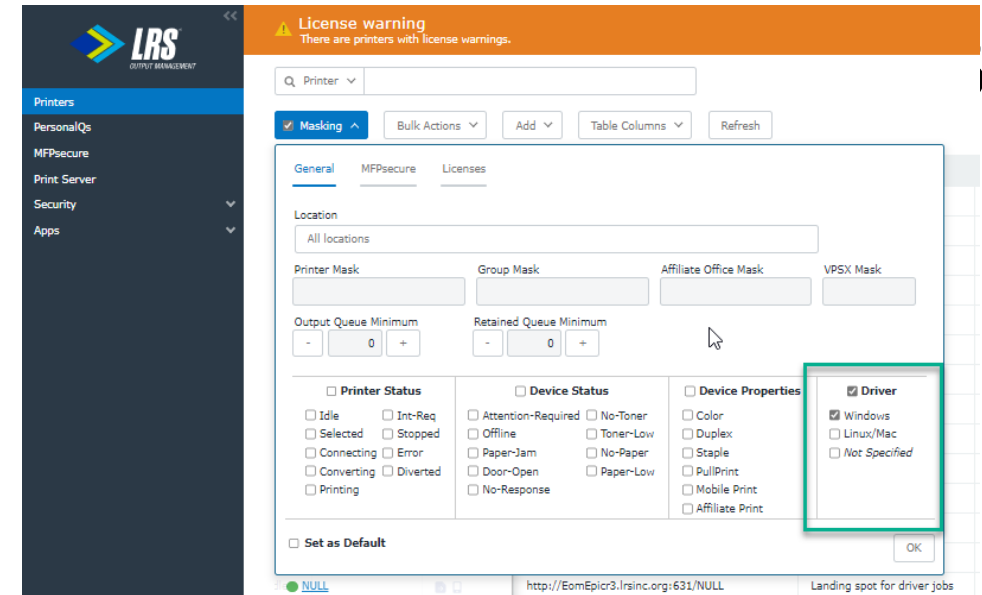 LRS
OUTPUT MANAGEMENT
<<
License warning
There are printers with license warnings.
Printers
PersonalQs
MFPsecure
Print Server
Security
Apps
Printer
Masking
Bulk Actions
Add
Table Columns
Refresh
General MFPsecure Licenses
Location
All locations
Printer Mask Group Mask Affiliate Office Mask VPSX Mask
Output Queue Minimum Retained Queue Minimum
- 0 + - 0 +
Printer Status Device Status Device Properties Driver
Idle Int-Req Attention-Required No-Toner Color Windows
Selected Stopped Offline Toner-Low Duplex Linux/Mac
Connecting Error Paper-Jam No-Paper Staple Not Specified
Converting Diverted Door-Open Paper-Low PullPrint
Printing No-Response Mobile Print
Affiliate Print
Set as Default OK
NULL http://EomEpicr3.lrsinc.org:631/NULL Landing spot for driver jobs